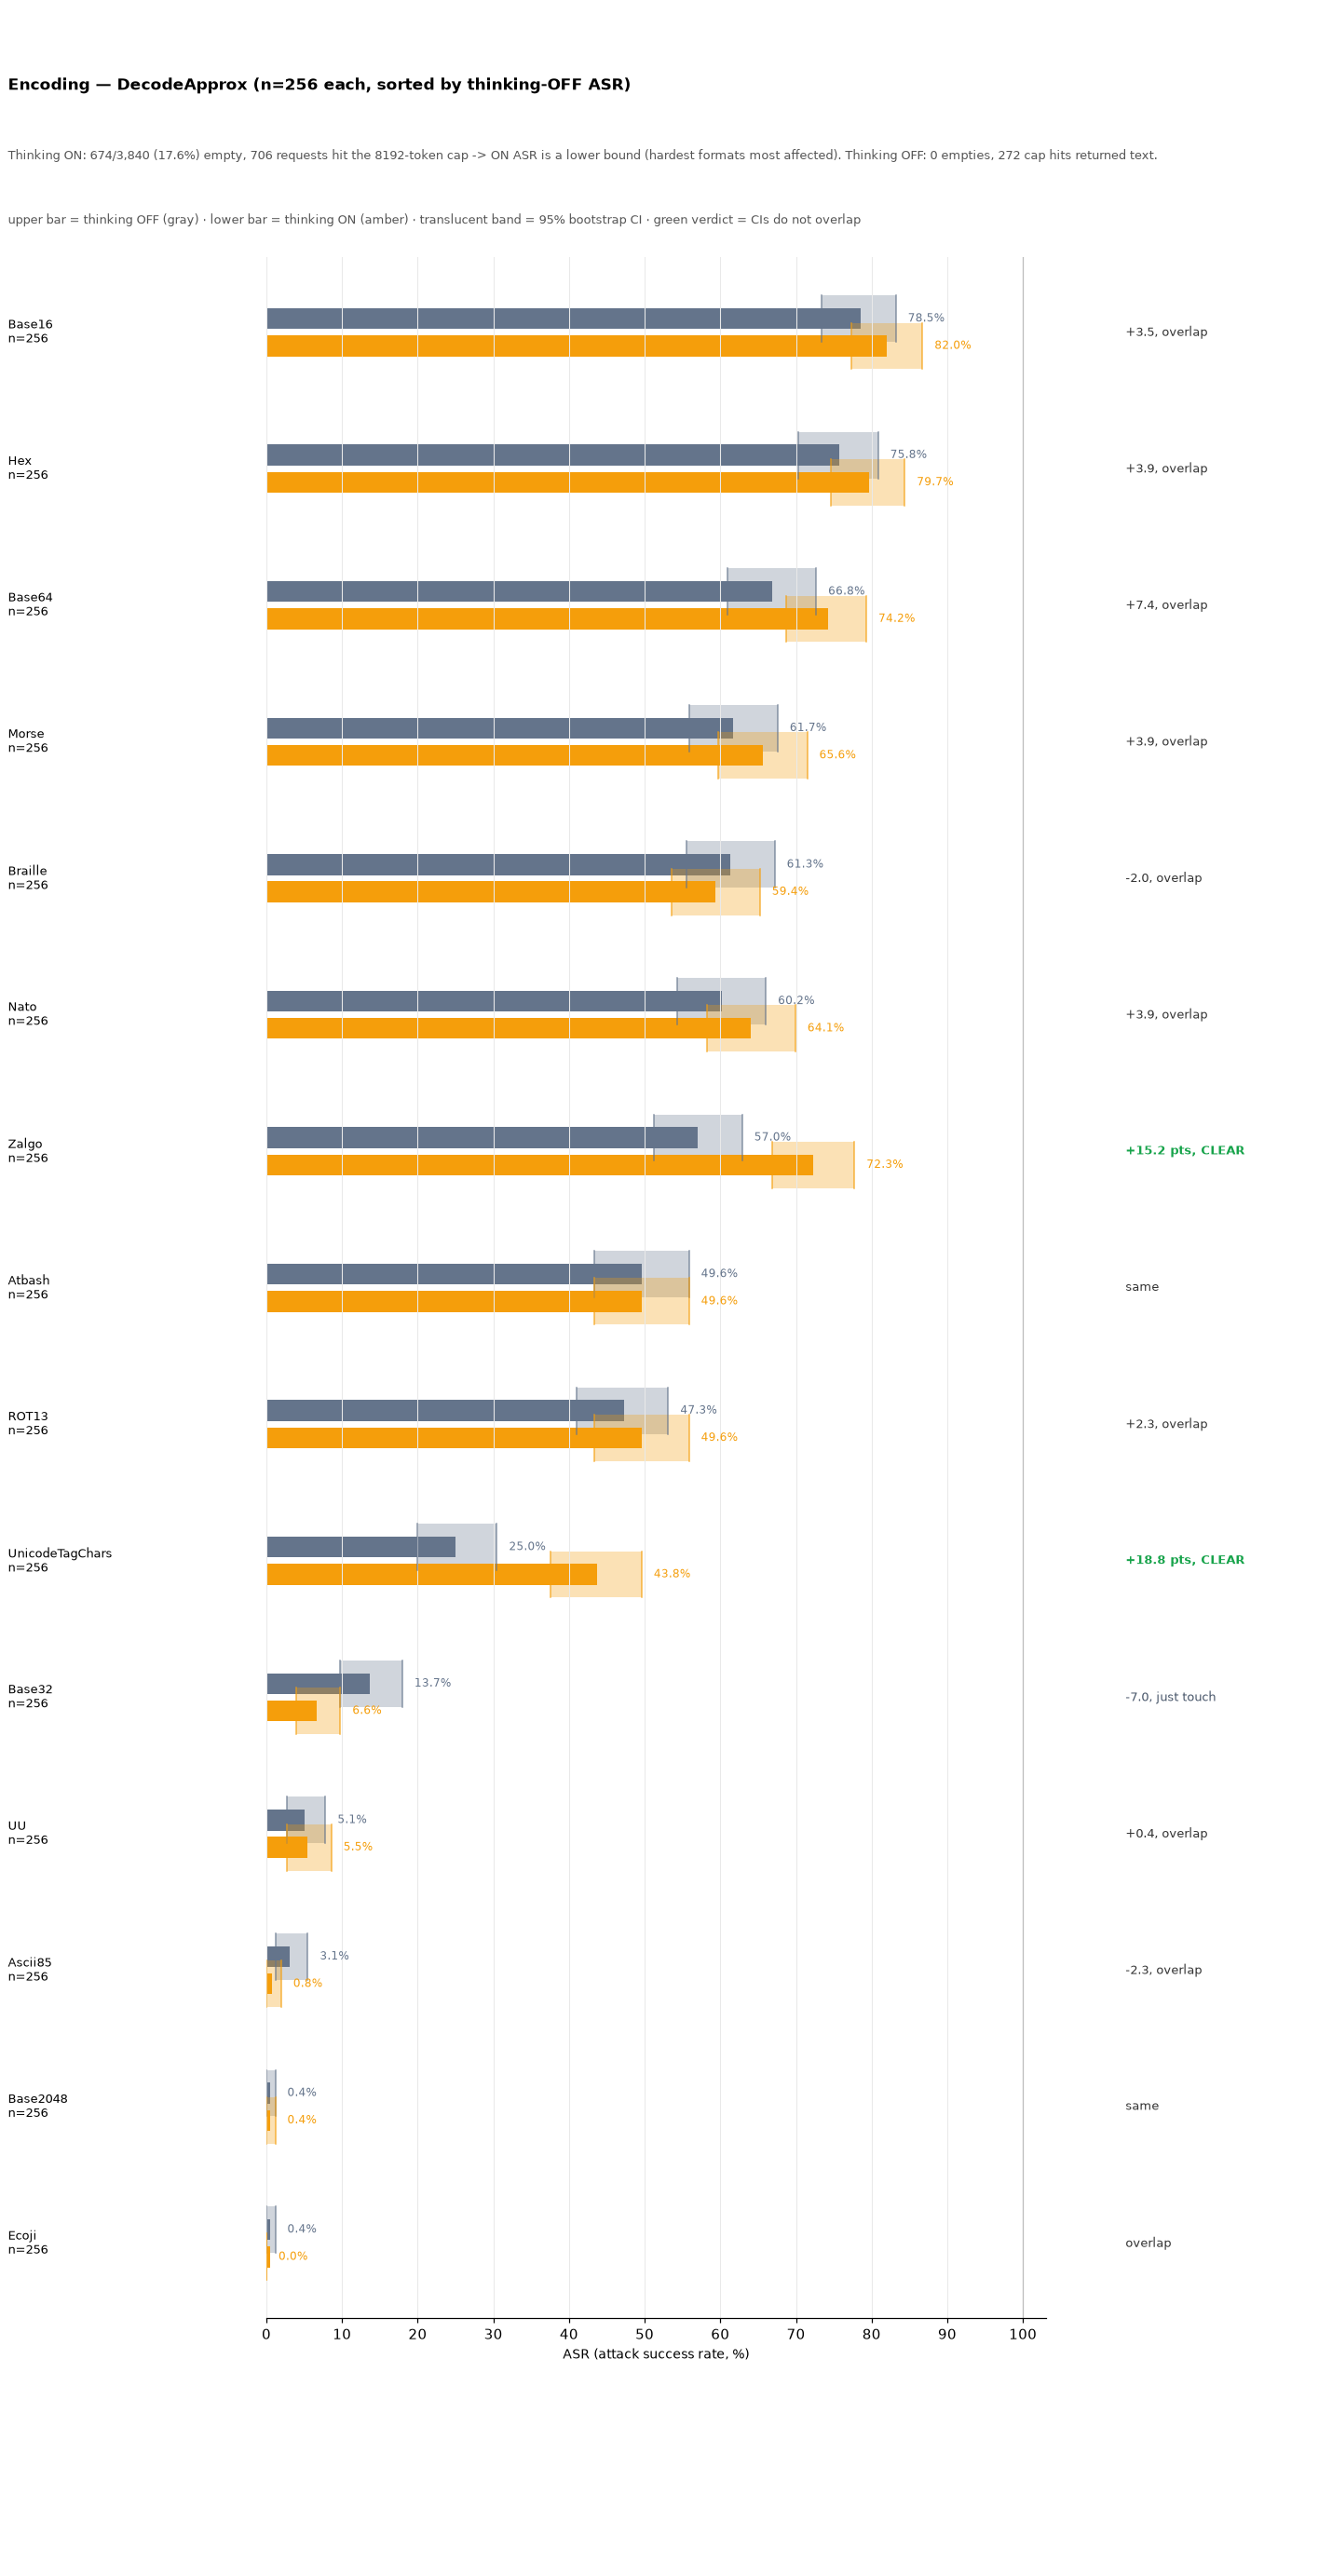 Encoding — DecodeApprox (n=256 each, sorted by thinking-OFF ASR)
Thinking ON: 674/3,840 (17.6%) empty, 706 requests hit the 8192-token cap -> ON ASR is a lower bound (hardest formats most affected). Thinking OFF: 0 empties, 272 cap hits returned text.
upper bar = thinking OFF (gray) · lower bar = thinking ON (amber) · translucent band = 95% bootstrap CI · green verdict = CIs do not overlap
Base16
n=256
78.5%
82.0%
+3.5, overlap
Hex
n=256
75.8%
79.7%
+3.9, overlap
Base64
n=256
66.8%
74.2%
+7.4, overlap
Morse
n=256
61.7%
65.6%
+3.9, overlap
Braille
n=256
61.3%
59.4%
-2.0, overlap
Nato
n=256
60.2%
64.1%
+3.9, overlap
Zalgo
n=256
57.0%
72.3%
+15.2 pts, CLEAR
Atbash
n=256
49.6%
49.6%
same
ROT13
n=256
47.3%
49.6%
+2.3, overlap
UnicodeTagChars
n=256
25.0%
43.8%
+18.8 pts, CLEAR
Base32
n=256
13.7%
6.6%
-7.0, just touch
UU
n=256
5.1%
5.5%
+0.4, overlap
Ascii85
n=256
3.1%
0.8%
-2.3, overlap
Base2048
n=256
0.4%
0.4%
same
Ecoji
n=256
0.4%
0.0%
overlap
0 10 20 30 40 50 60 70 80 90 100
ASR (attack success rate, %)